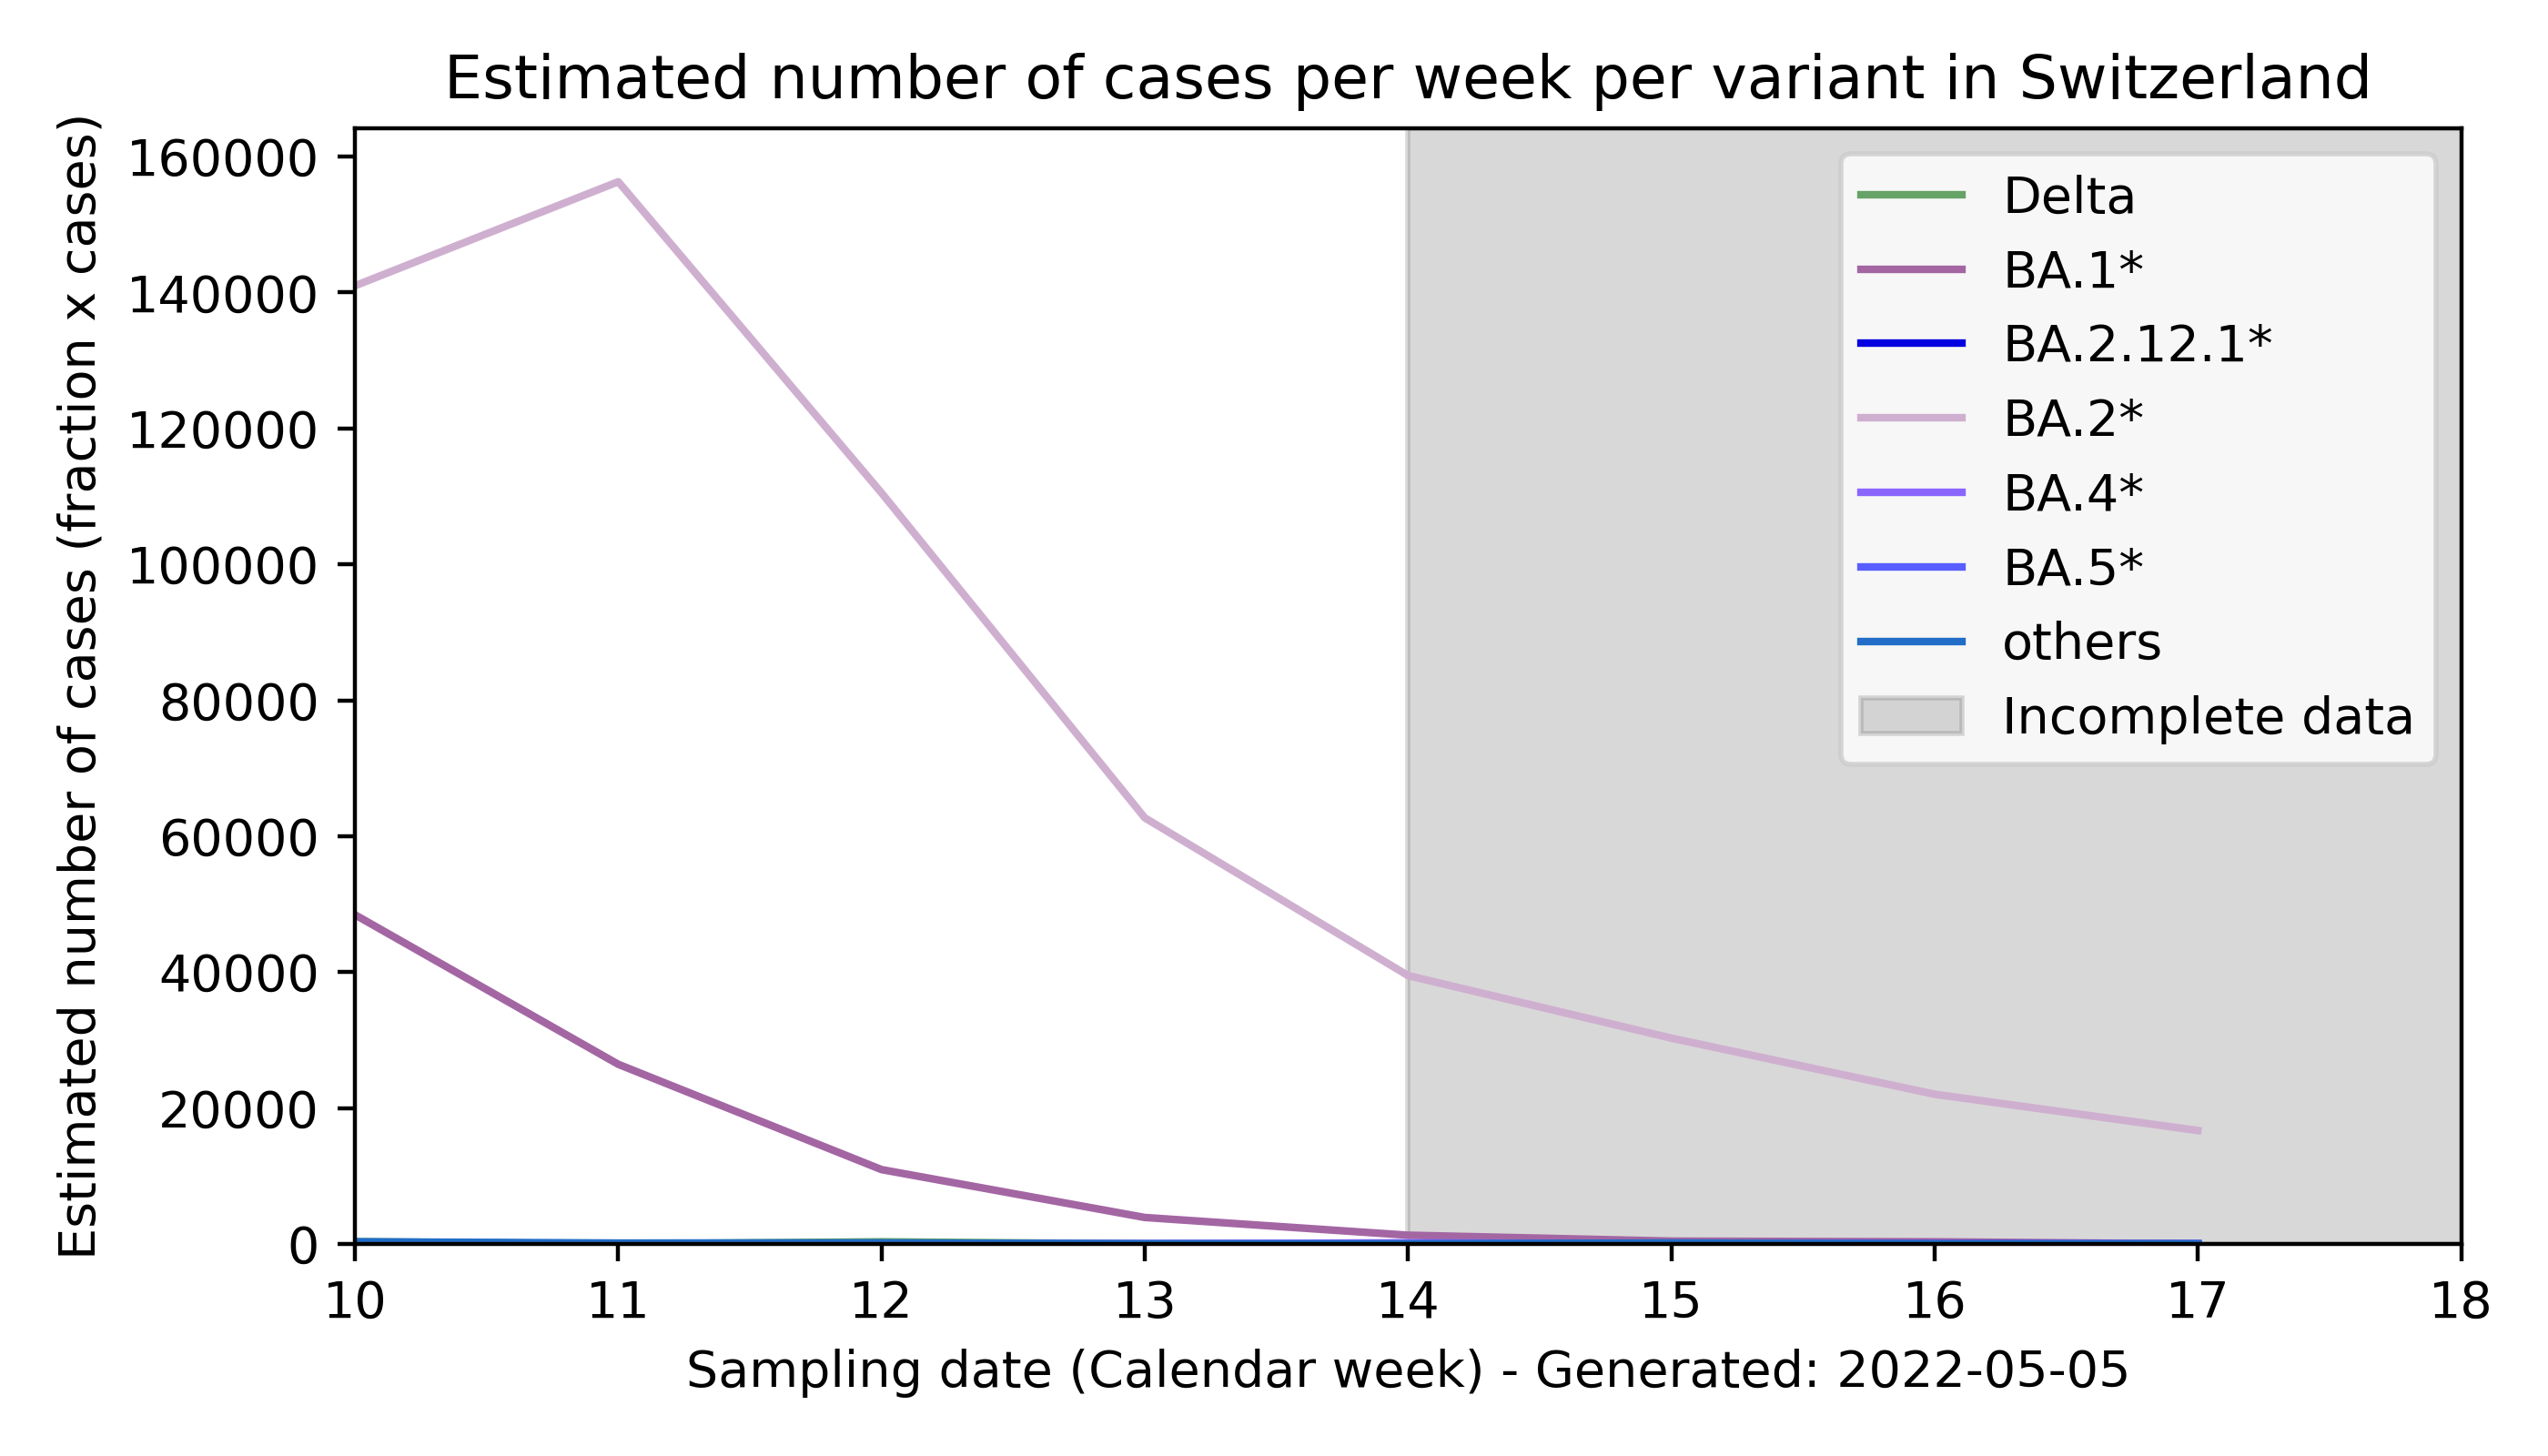 Estimated number of cases per week per variant in Switzerland
Estimated number of cases (fraction x cases)
160000
140000
120000
100000
80000
60000
40000
20000
0
Delta
BA.1*
BA.2.12.1*
BA.2*
BA.4*
BA.5*
others
Incomplete data
10 11 12 13 14 15 16 17 18
Sampling date (Calendar week) - Generated: 2022-05-05